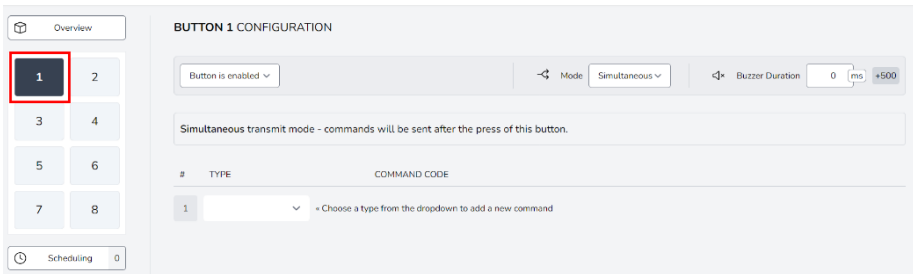 Overview
BUTTON 1 CONFIGURATION
1 2
Button is enabled
Mode Simultaneous
Buzzer Duration 0 ms +500
3 4
Simultaneous transmit mode - commands will be sent after the press of this button.
5 6
# TYPE COMMAND CODE
7 8
1 « Choose a type from the dropdown to add a new command
Scheduling 0